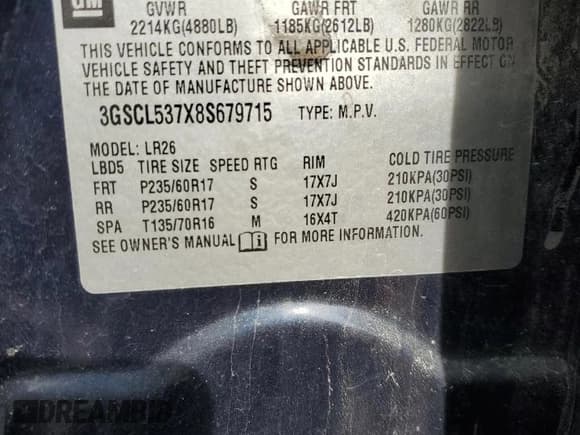 GM
GVWR GAWR FRT GAWR RR
2214KG(4880LB) 1185KG(2612LB) 1280KG(2822LB)
THIS VEHICLE CONFORMS TO ALL APPLICABLE U.S. FEDERAL MOTOR
VEHICLE SAFETY AND THEFT PREVENTION STANDARDS IN EFFECT ON
THE DATE OF MANUFACTURE SHOWN ABOVE.
3GSCL537X8S679715 TYPE: M.P.V.
MODEL: LR26
LBD5 TIRE SIZE SPEED RTG RIM COLD TIRE PRESSURE
FRT P235/60R17 S 17X7J 210KPA(30PSI)
RR P235/60R17 S 17X7J 210KPA(30PSI)
SPA T135/70R16 M 16X4T 420KPA(60PSI)
SEE OWNER'S MANUAL i FOR MORE INFORMATION.
DREAMBID